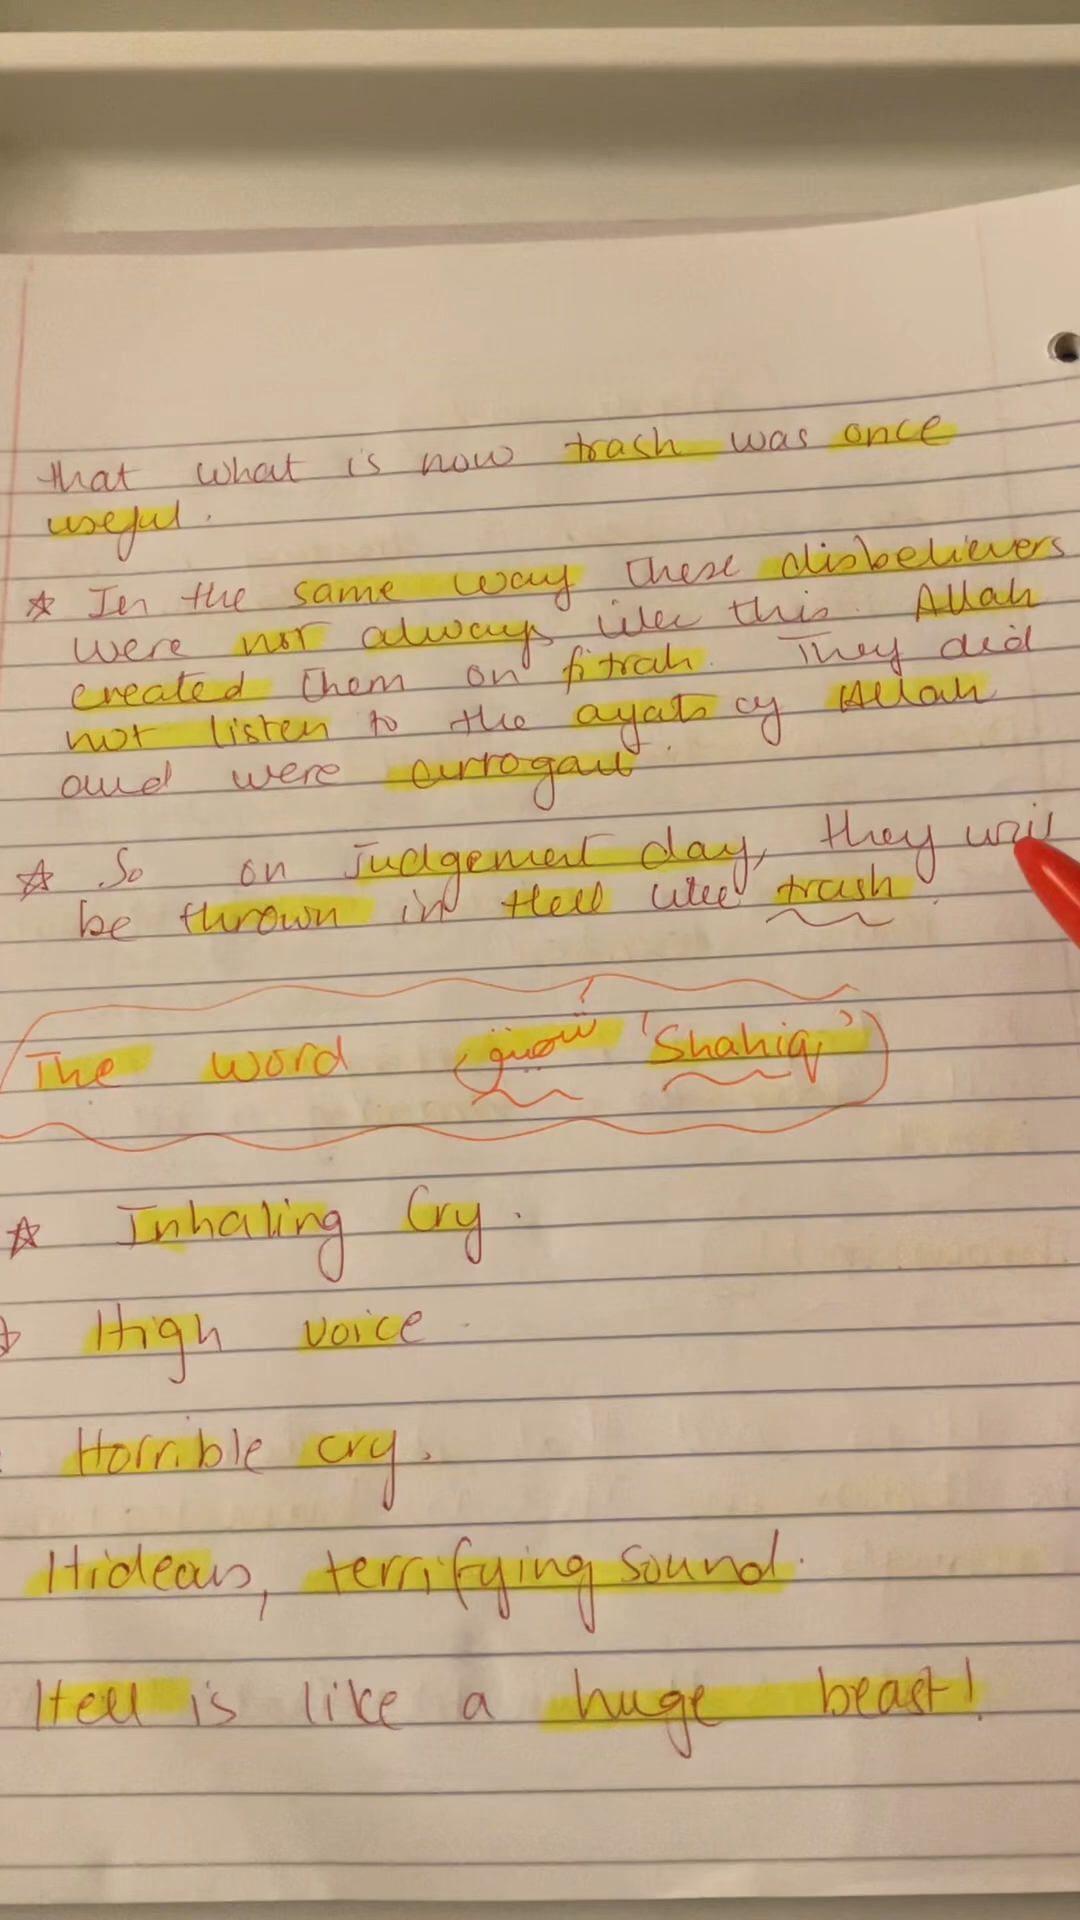 that what is now trash was once
useful.
☆ In the same way these disbelievers
were not always like this. Allah
created them on fitrah. They did
not listen to the ayats of Allah
and were arrogant.
☆ So on Judgement day, they will
be thrown in Hell like trash.
The word 'Shahiq'
☆ Inhaling Cry.
High voice.
Horrible cry.
Hideous, terrifying sound.
Hell is like a huge beast!